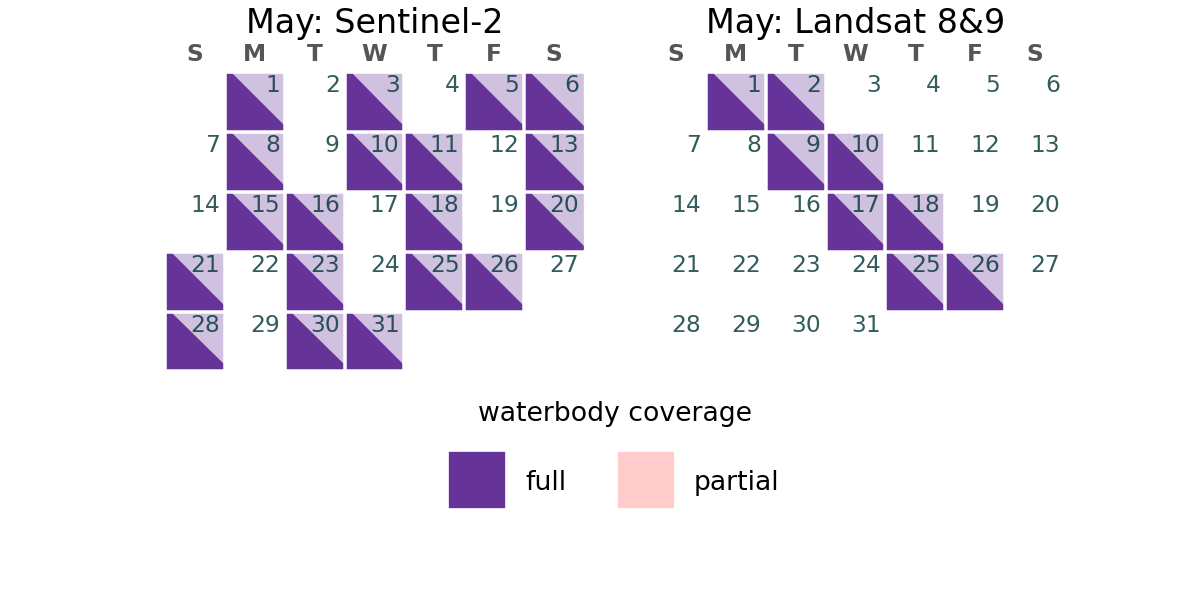 May: Sentinel-2
S M T W T F S
1 2 3 4 5 6
7 8 9 10 11 12 13
14 15 16 17 18 19 20
21 22 23 24 25 26 27
28 29 30 31
May: Landsat 8&9
S M T W T F S
1 2 3 4 5 6
7 8 9 10 11 12 13
14 15 16 17 18 19 20
21 22 23 24 25 26 27
28 29 30 31
waterbody coverage
full partial